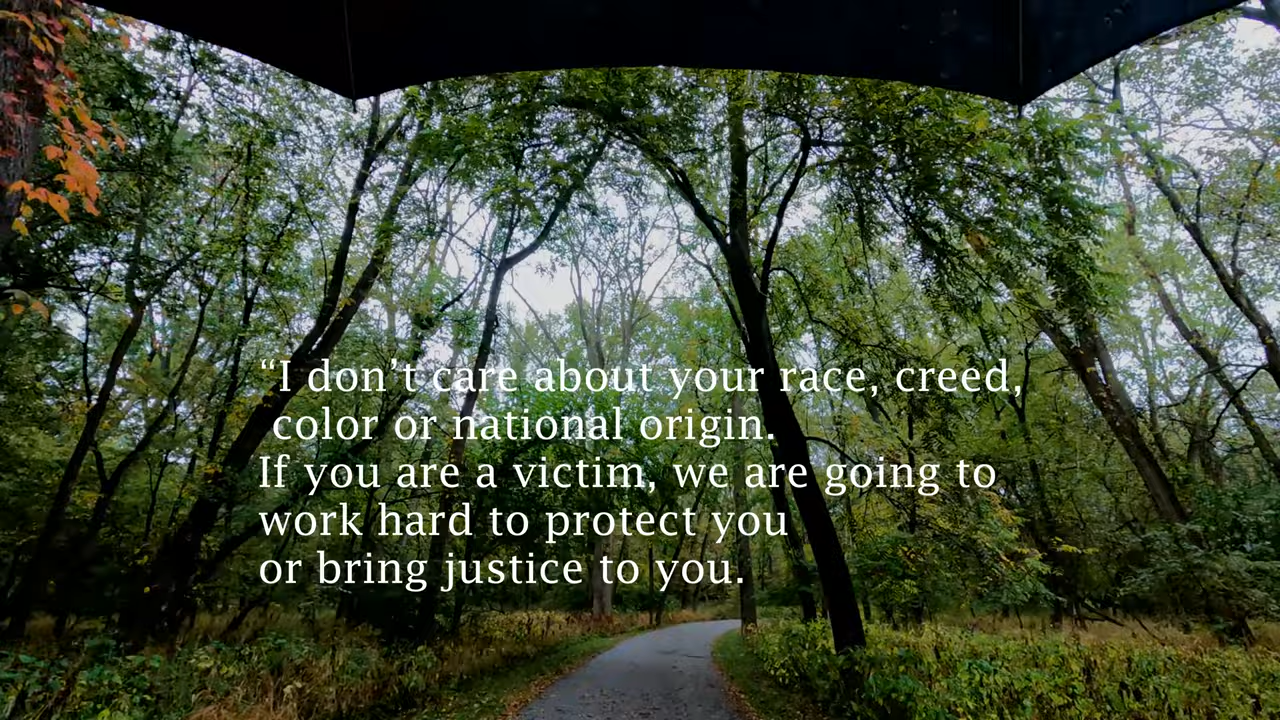 “I don’t care about your race, creed,
color or national origin.
If you are a victim, we are going to
work hard to protect you
or bring justice to you.